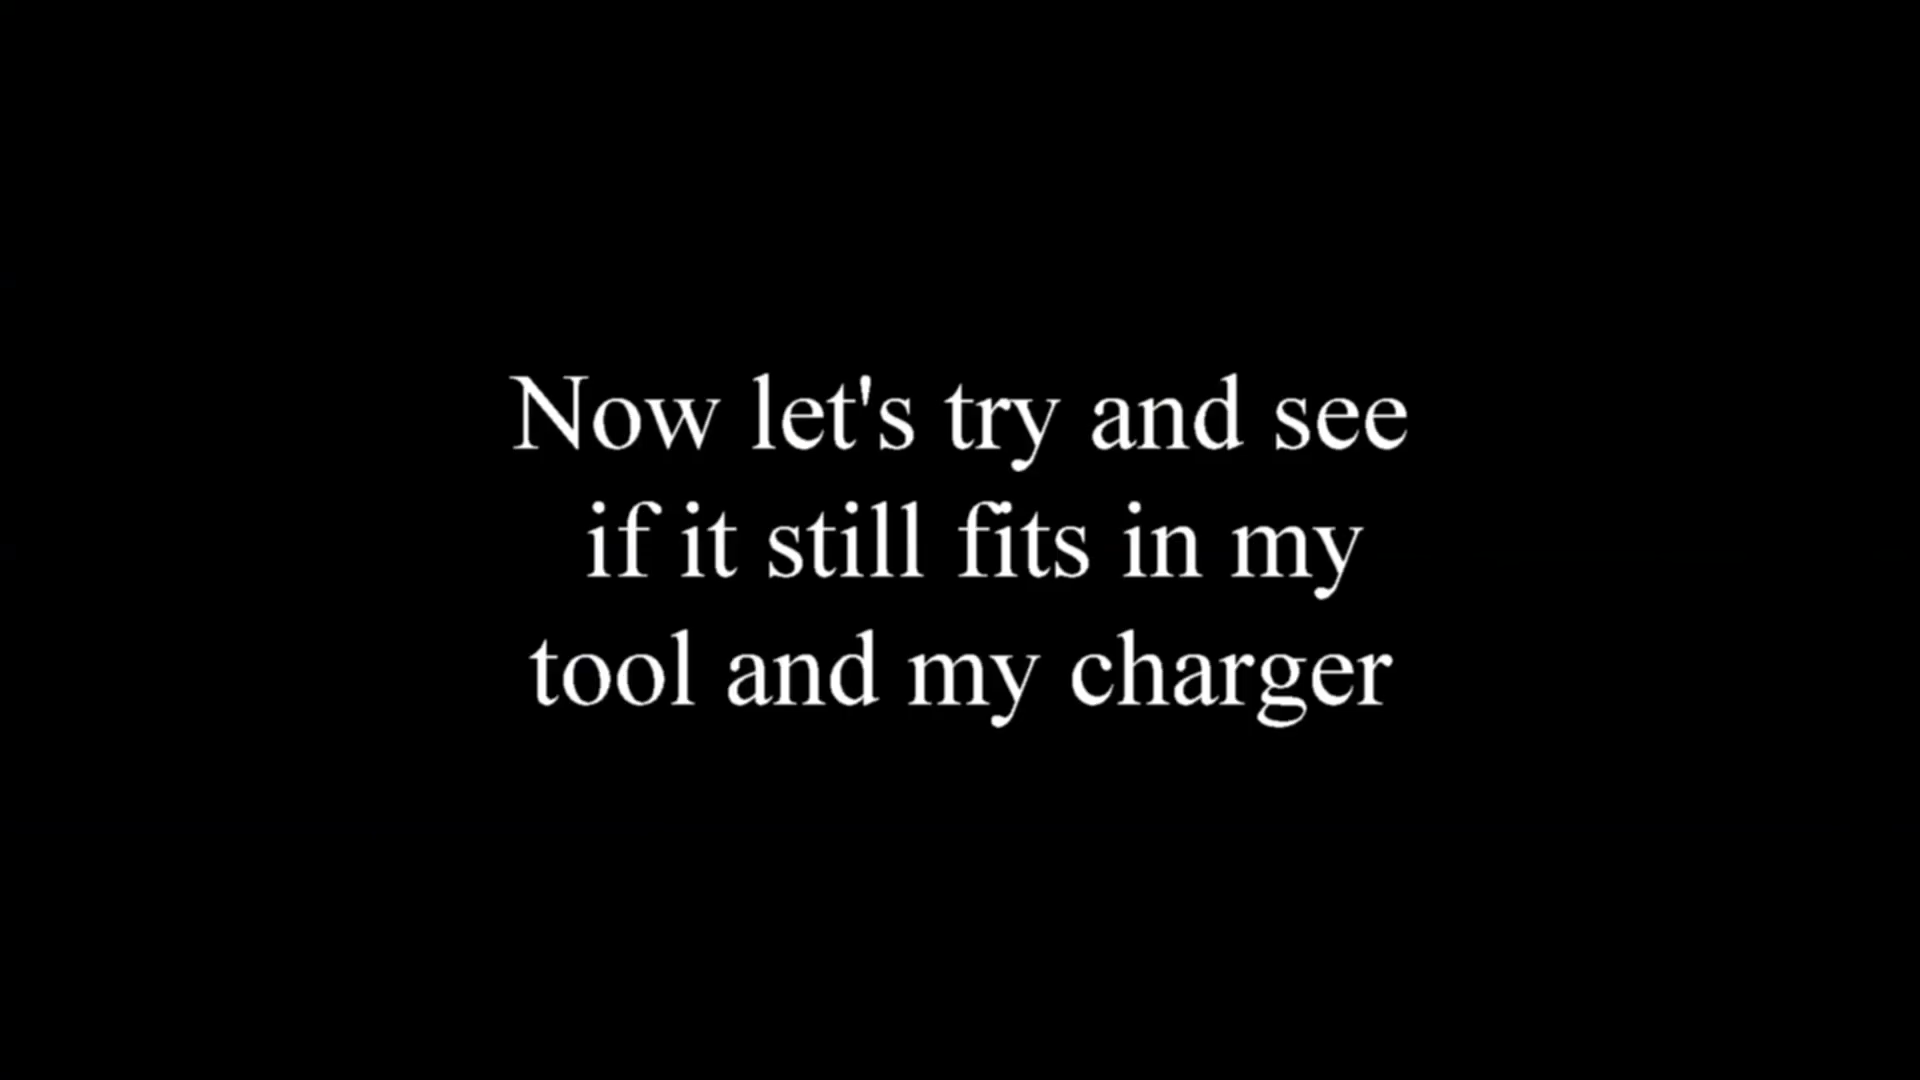 Now let's try and see
if it still fits in my
tool and my charger